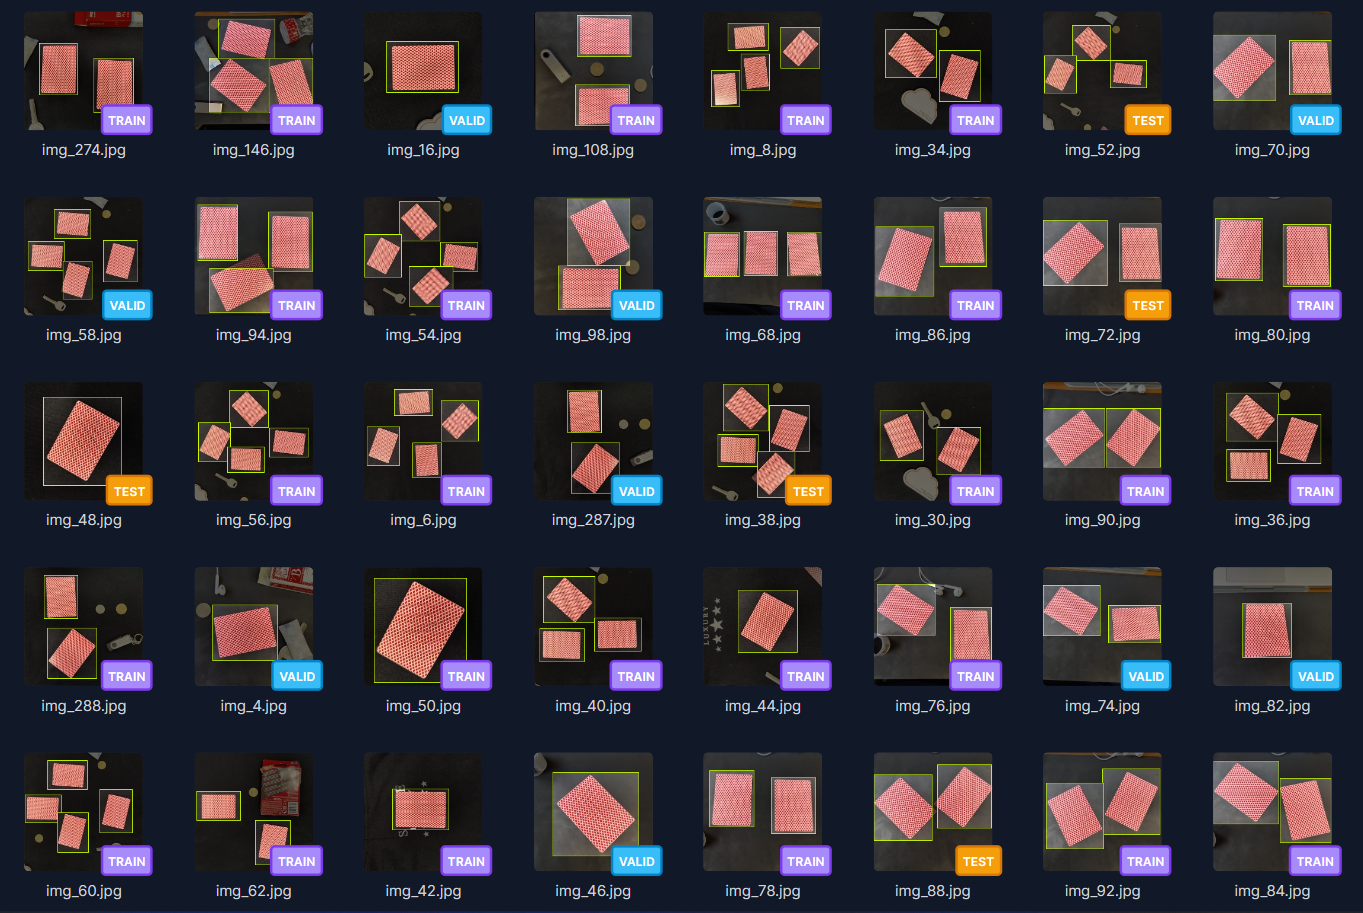 TRAIN TRAIN VALID TRAIN TRAIN TRAIN TEST VALID
img_274.jpg img_146.jpg img_16.jpg img_108.jpg img_8.jpg img_34.jpg img_52.jpg img_70.jpg
VALID TRAIN TRAIN VALID TRAIN TRAIN TEST TRAIN
img_58.jpg img_94.jpg img_54.jpg img_98.jpg img_68.jpg img_86.jpg img_72.jpg img_80.jpg
TEST TRAIN TRAIN VALID TEST TRAIN TRAIN TRAIN
img_48.jpg img_56.jpg img_6.jpg img_287.jpg img_38.jpg img_30.jpg img_90.jpg img_36.jpg
LUXURY
TRAIN VALID TRAIN TRAIN TRAIN TRAIN VALID VALID
img_288.jpg img_4.jpg img_50.jpg img_40.jpg img_44.jpg img_76.jpg img_74.jpg img_82.jpg
TRAIN TRAIN TRAIN VALID TRAIN TEST TRAIN TRAIN
img_60.jpg img_62.jpg img_42.jpg img_46.jpg img_78.jpg img_88.jpg img_92.jpg img_84.jpg